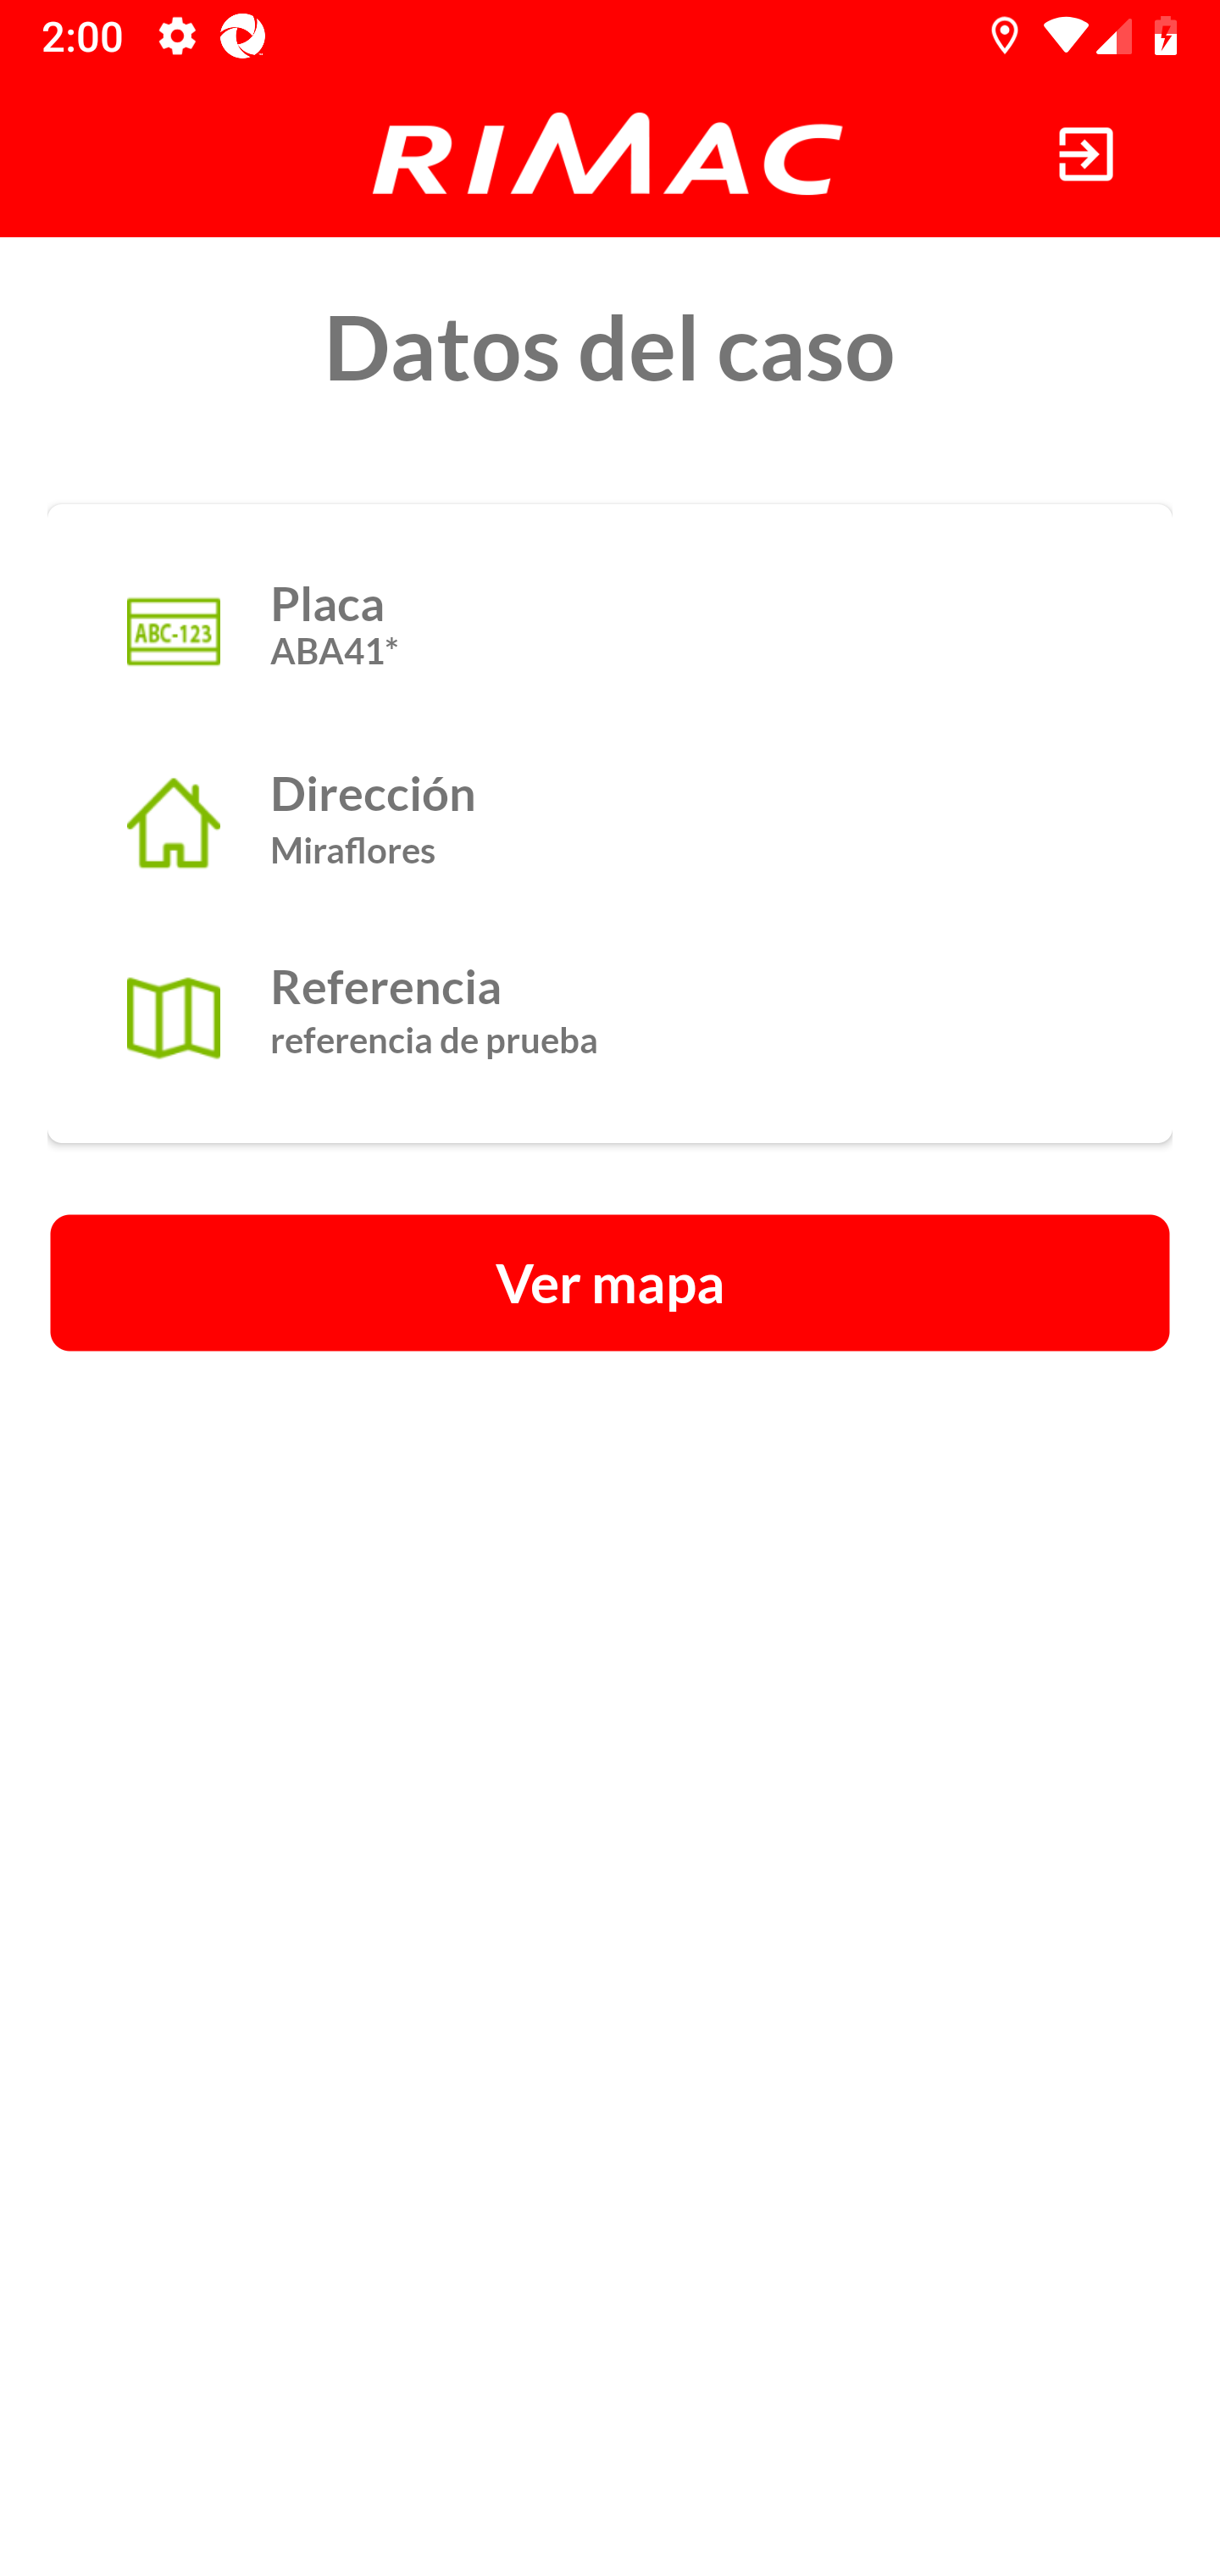 2:00
RIMAC
Datos del caso
ABC-123
Placa
ABA41*
Dirección
Miraflores
Referencia
referencia de prueba
Ver mapa